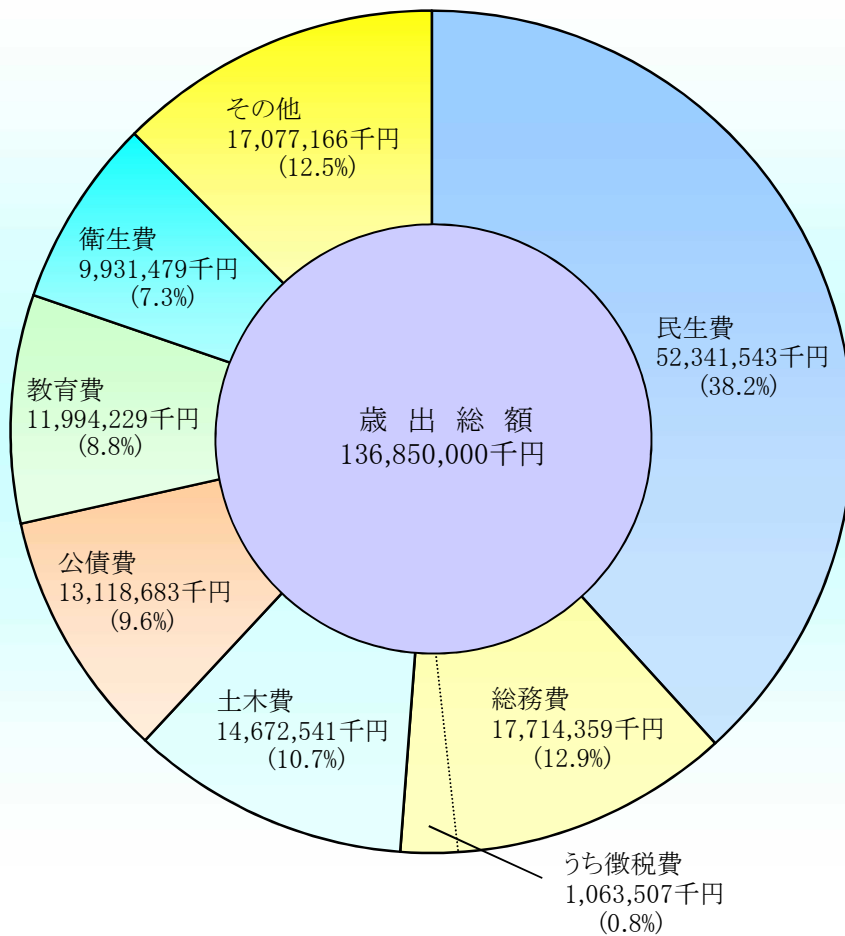 歳出総額
136,850,000千円
民生費
52,341,543千円
(38.2%)
総務費
17,714,359千円
(12.9%)
うち徴税費
1,063,507千円
(0.8%)
土木費
14,672,541千円
(10.7%)
公債費
13,118,683千円
(9.6%)
教育費
11,994,229千円
(8.8%)
衛生費
9,931,479千円
(7.3%)
その他
17,077,166千円
(12.5%)